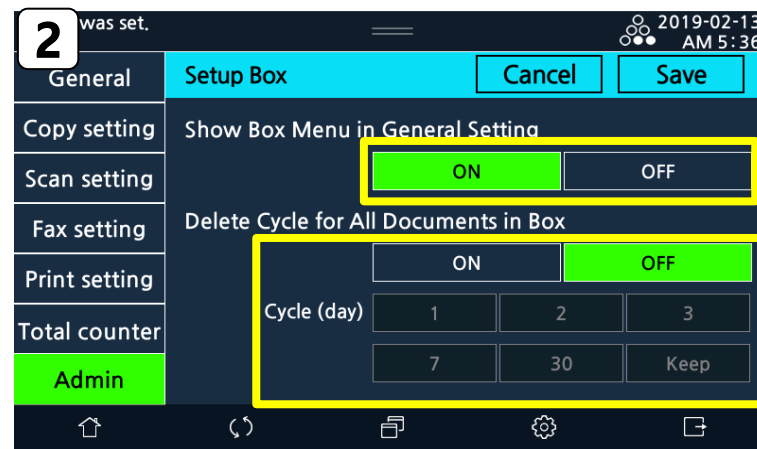 2
was set.
2019-02-13
AM 5:36
General
Setup Box
Cancel
Save
Copy setting
Show Box Menu in General Setting
ON
OFF
Scan setting
Fax setting
Delete Cycle for All Documents in Box
ON
OFF
Print setting
Cycle (day)
1
2
3
Total counter
7
30
Keep
Admin